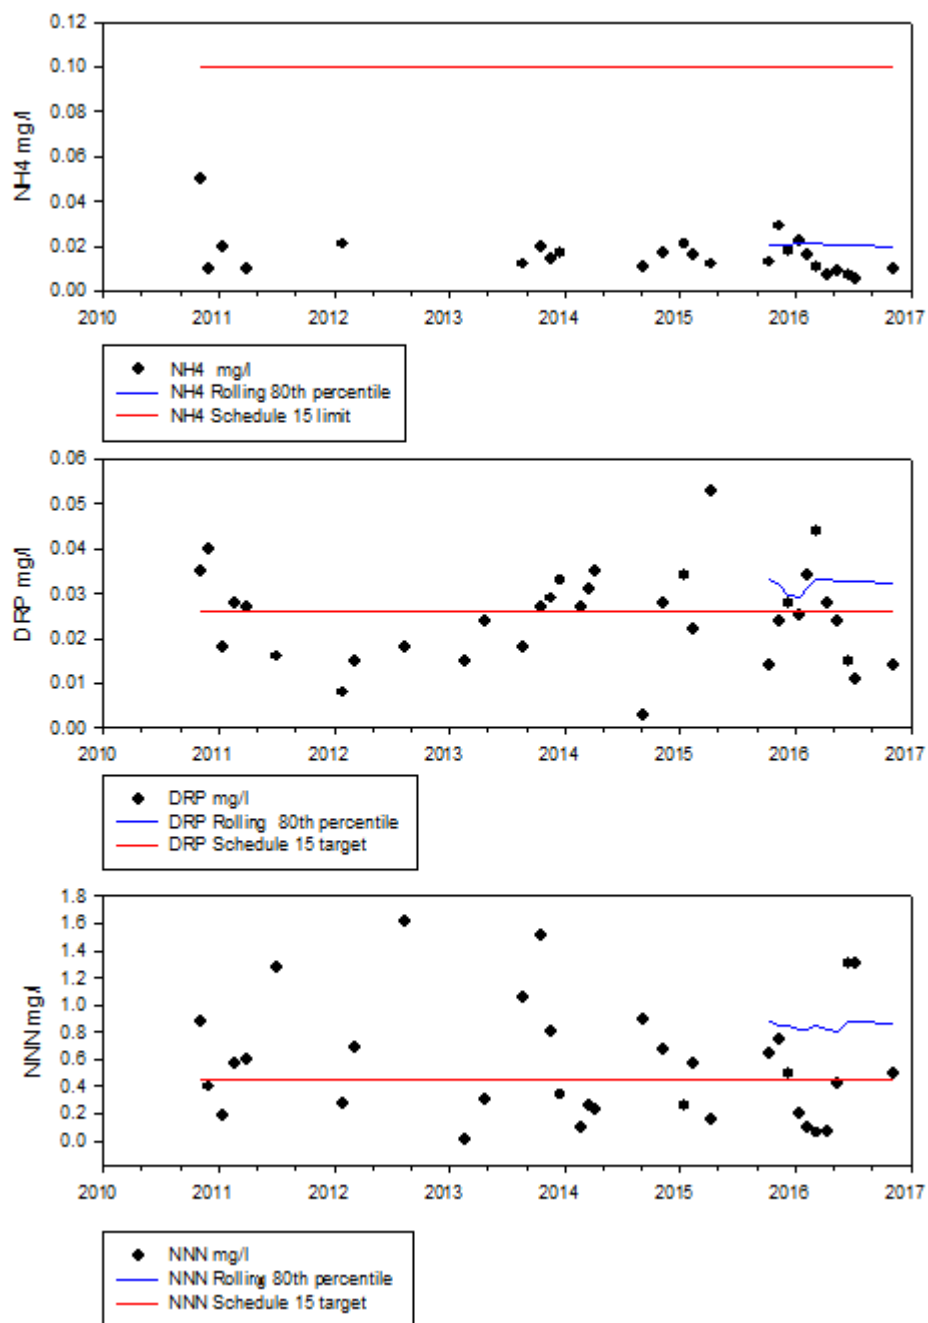 0.12
0.10
0.08
0.06
0.04
0.02
0.00
NH4 mg/l
2010 2011 2012 2013 2014 2015 2016 2017
NH4 mg/l
NH4 Rolling 80th percentile
NH4 Schedule 15 limit
0.06
0.05
0.04
0.03
0.02
0.01
0.00
DRP mg/l
2010 2011 2012 2013 2014 2015 2016 2017
DRP mg/l
DRP Rolling 80th percentile
DRP Schedule 15 target
1.8
1.6
1.4
1.2
1.0
0.8
0.6
0.4
0.2
0.0
NNN mg/l
2010 2011 2012 2013 2014 2015 2016 2017
NNN mg/l
NNN Rolling 80th percentile
NNN Schedule 15 target